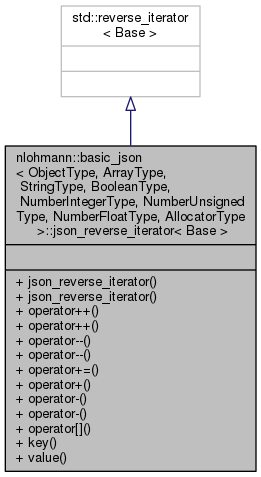 std::reverse_iterator
< Base >
nlohmann::basic_json
< ObjectType, ArrayType,
StringType, BooleanType,
NumberIntegerType, NumberUnsigned
Type, NumberFloatType, AllocatorType
>::json_reverse_iterator< Base >
+ json_reverse_iterator()
+ json_reverse_iterator()
+ operator++()
+ operator++()
+ operator--()
+ operator--()
+ operator+=()
+ operator+()
+ operator-()
+ operator-()
+ operator[]()
+ key()
+ value()